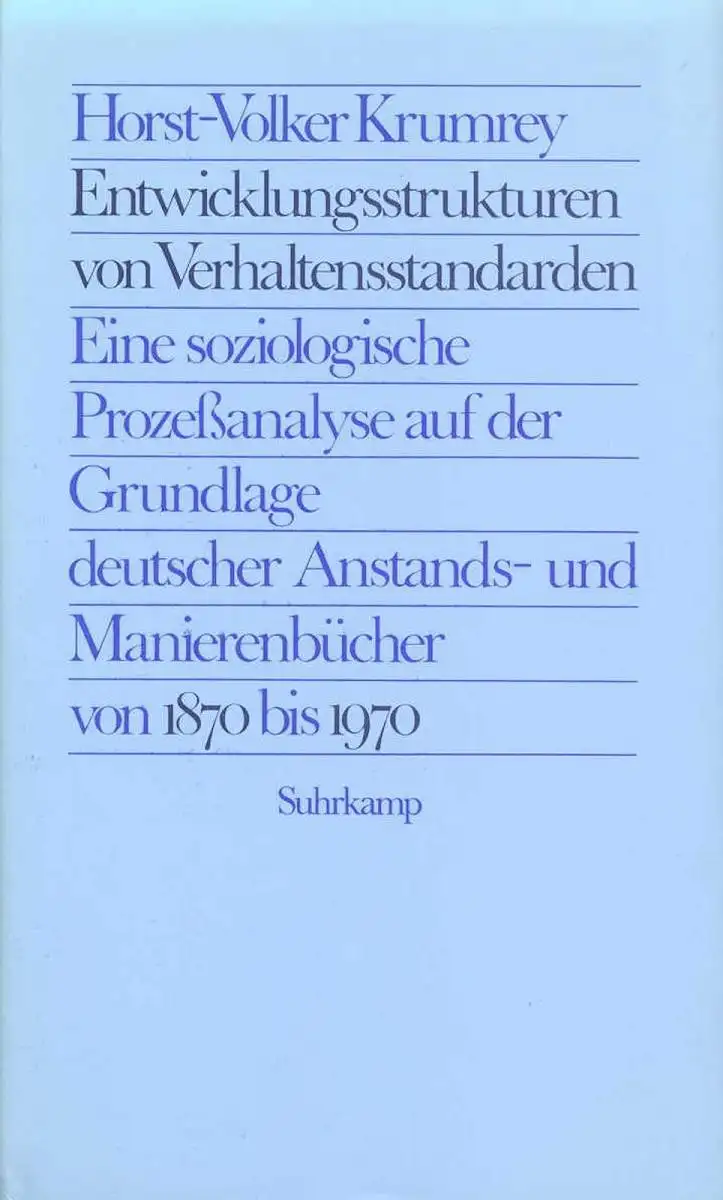 Horst-Volker Krumrey
Entwicklungsstrukturen
von Verhaltensstandarden
Eine soziologische
Prozeßanalyse auf der
Grundlage
deutscher Anstands- und
Manierenbücher
von 1870 bis 1970
Suhrkamp